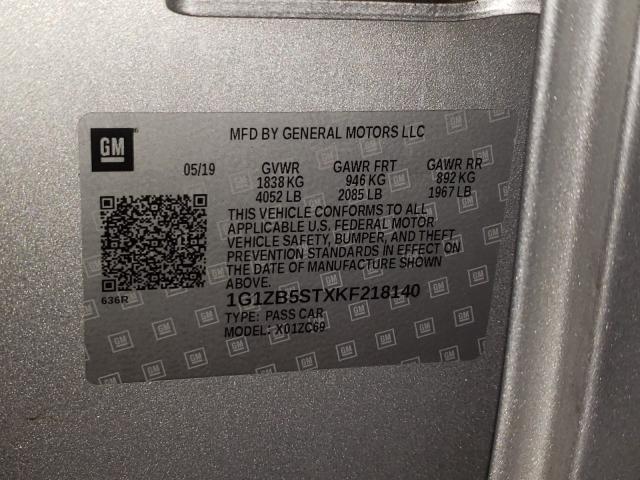 GM
MFD BY GENERAL MOTORS LLC
05/19 GVWR GAWR FRT GAWR RR
1838 KG 946 KG 892 KG
4052 LB 2085 LB 1967 LB
THIS VEHICLE CONFORMS TO ALL
APPLICABLE U.S. FEDERAL MOTOR
VEHICLE SAFETY, BUMPER, AND THEFT
PREVENTION STANDARDS IN EFFECT ON
THE DATE OF MANUFACTURE SHOWN
ABOVE.
636R
1G1ZB5STXKF218140
TYPE: PASS CAR
MODEL: X01ZC69